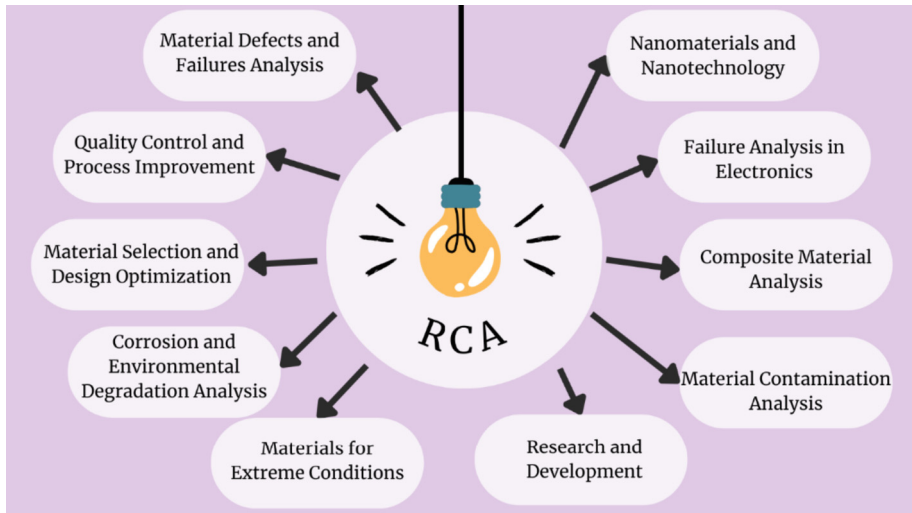 Material Defects and
Failures Analysis
Nanomaterials and
Nanotechnology
Quality Control and
Process Improvement
Failure Analysis in
Electronics
Material Selection and
Design Optimization
Composite Material
Analysis
RCA
Corrosion and
Environmental
Degradation Analysis
Material Contamination
Analysis
Materials for
Extreme Conditions
Research and
Development